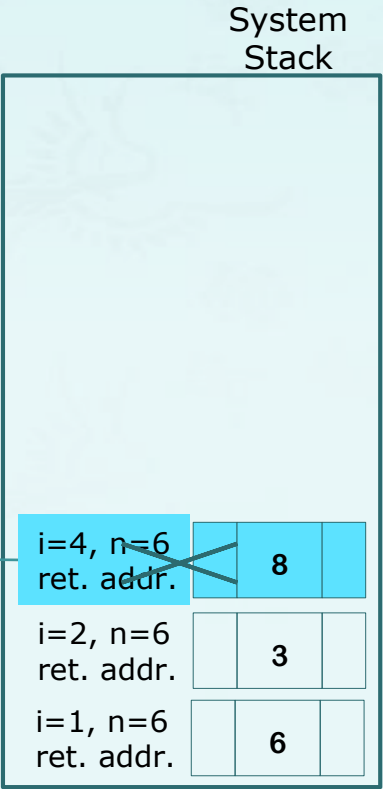 System
Stack
i=4, n=6
ret. addr.
8
i=2, n=6
ret. addr.
3
i=1, n=6
ret. addr.
6